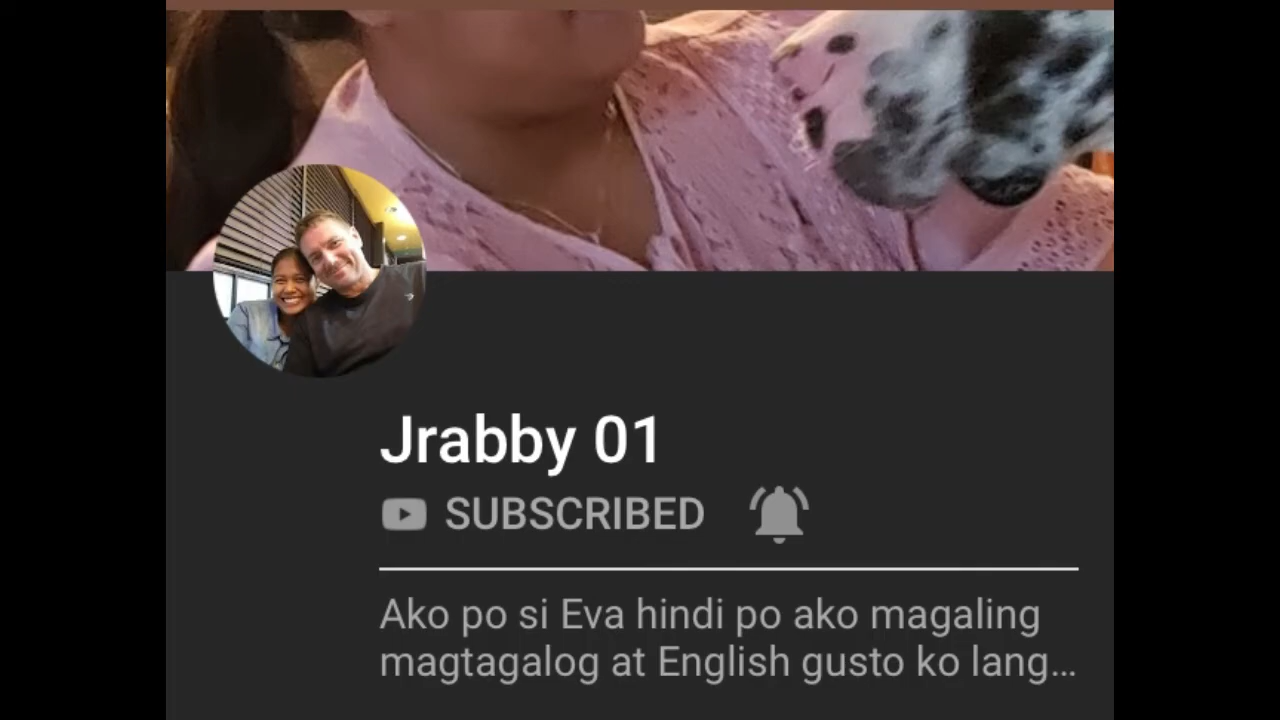 Jrabby 01
SUBSCRIBED
Ako po si Eva hindi po ako magaling
magtagalog at English gusto ko lang...